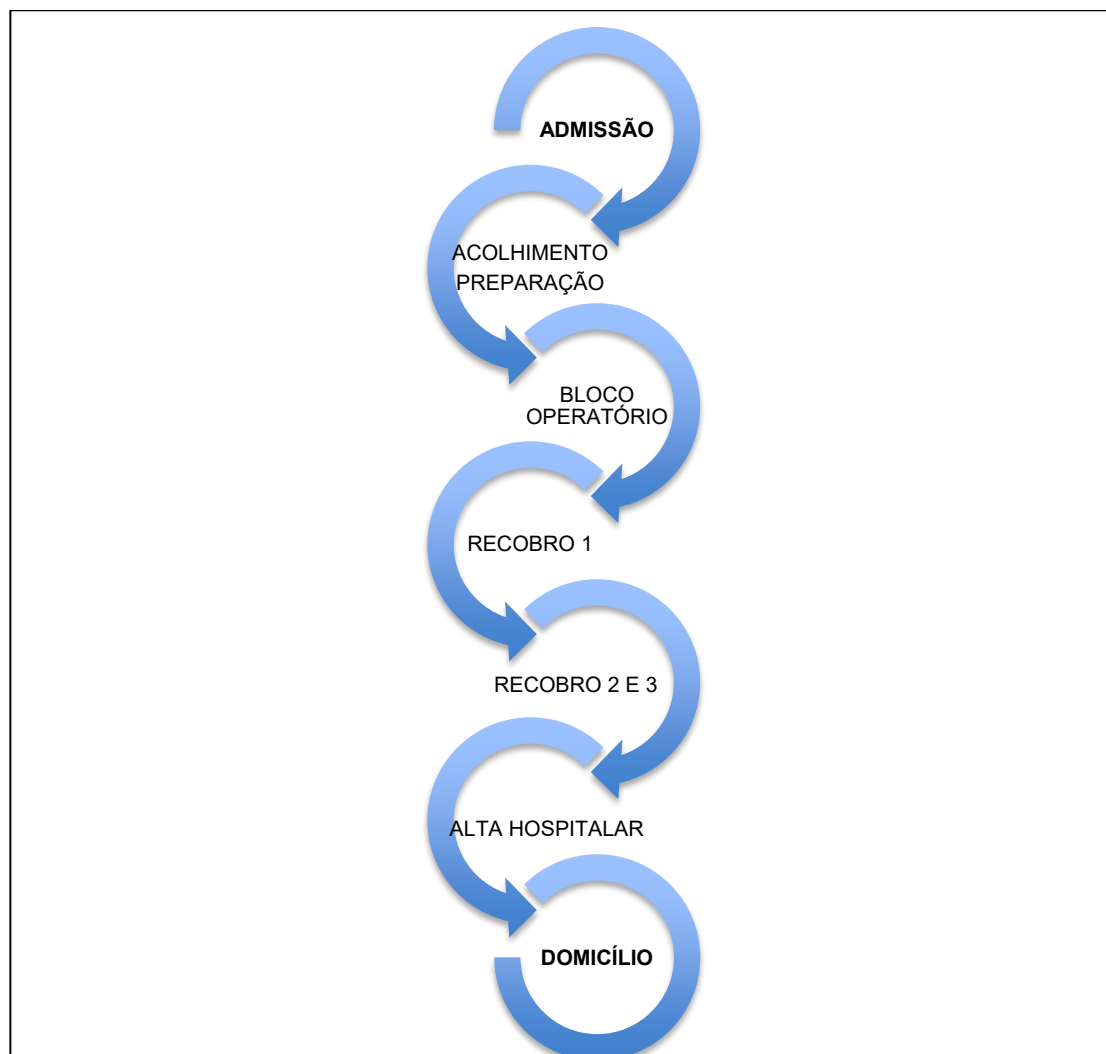 ADMISSÃO
ACOLHIMENTO
PREPARAÇÃO
BLOCO
OPERATÓRIO
RECOBRO 1
RECOBRO 2 E 3
ALTA HOSPITALAR
DOMICÍLIO